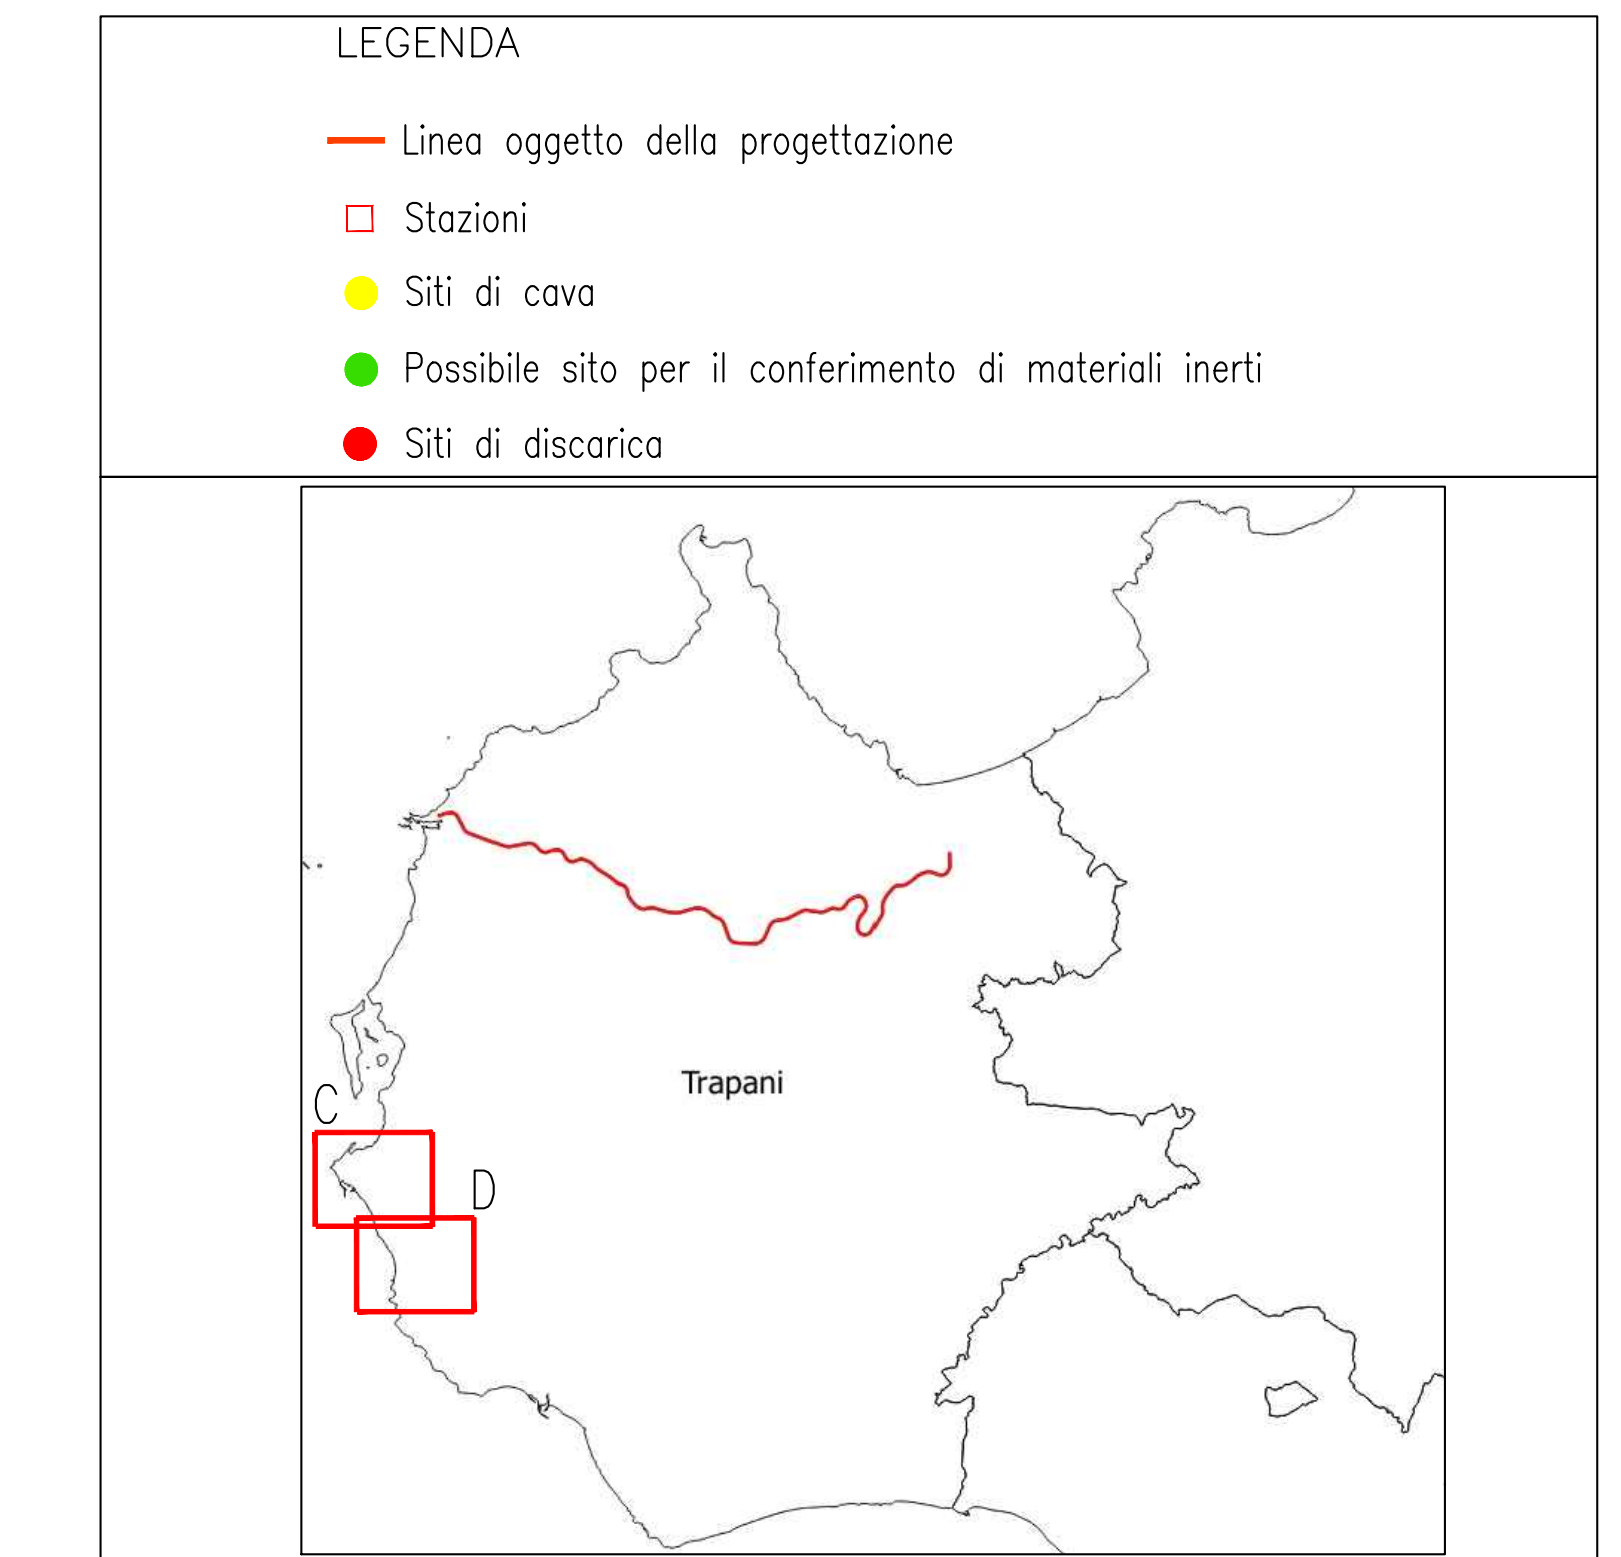 LEGENDA
Linea oggetto della progettazione
Stazioni
Siti di cava
Possibile sito per il conferimento di materiali inerti
Siti di discarica
Trapani
C
D